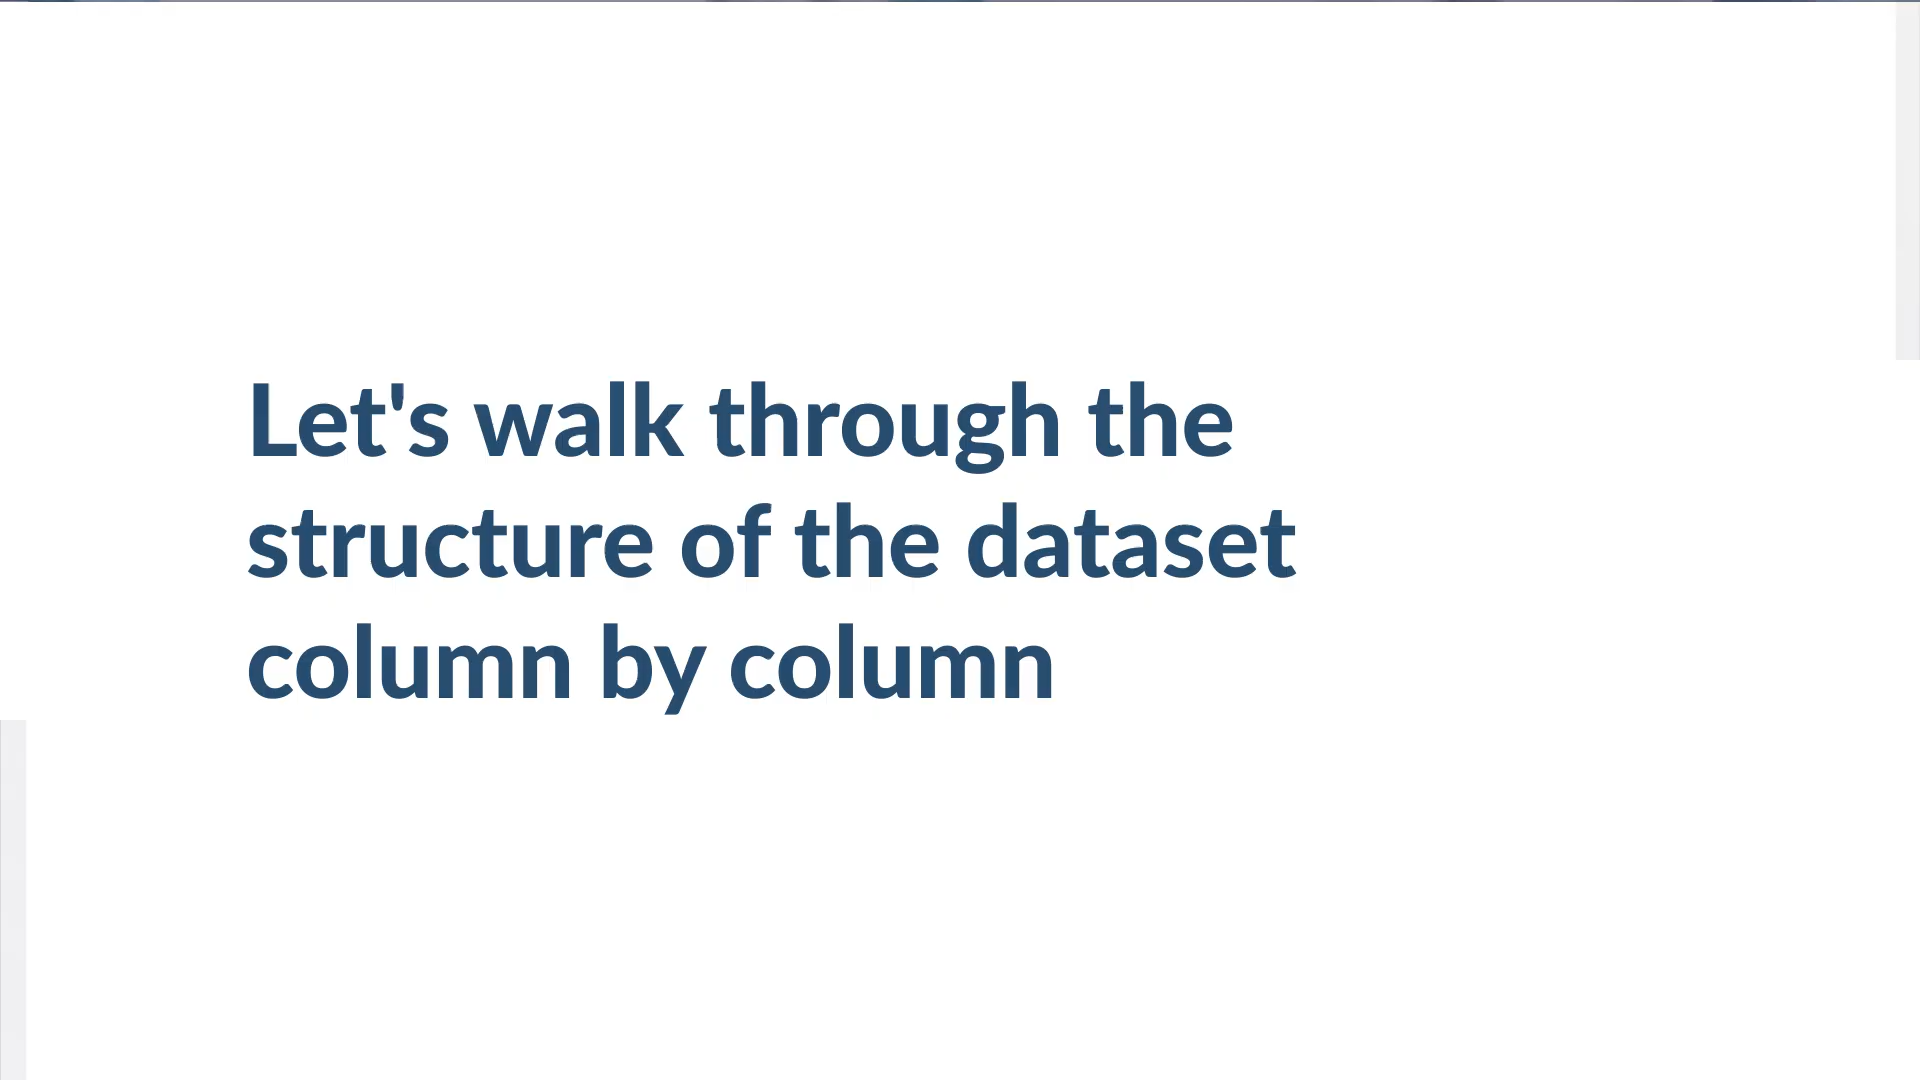 Let's walk through the
structure of the dataset
column by column